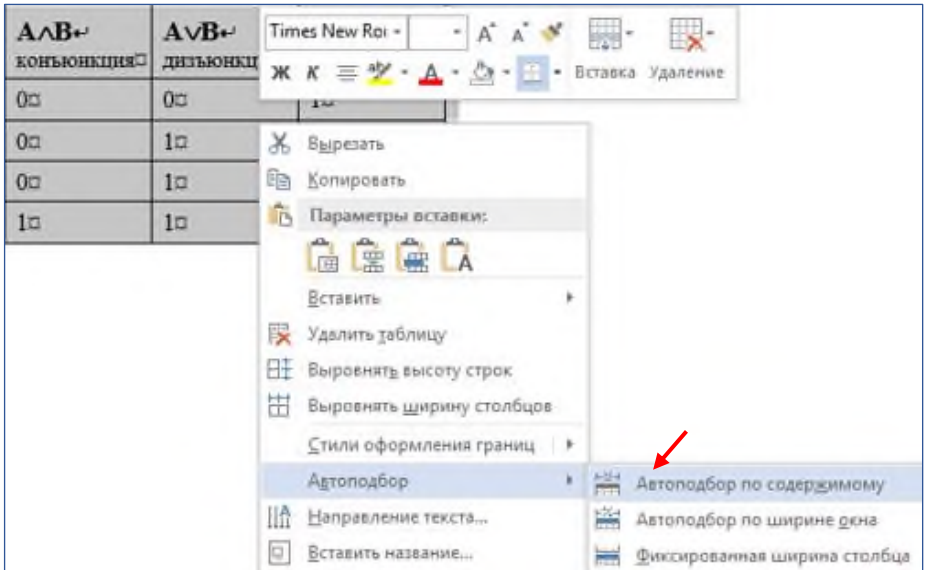 A∧B↵ A∨B↵
конъюнкция¤ дизъюнкц
0¤ 0¤ 1¤
0¤ 1¤
0¤ 1¤
1¤ 1¤
Times New Roı
Ж К А Вставка Удаление
Вырезать
Копировать
Параметры вставки:
Вставить
Удалить таблицу
Выровнять высоту строк
Выровнять ширину столбцов
Стили оформления границ
Автоподбор
Направление текста...
Вставить название...
Автоподбор по содержимому
Автоподбор по ширине окна
Фиксированная ширина столбца